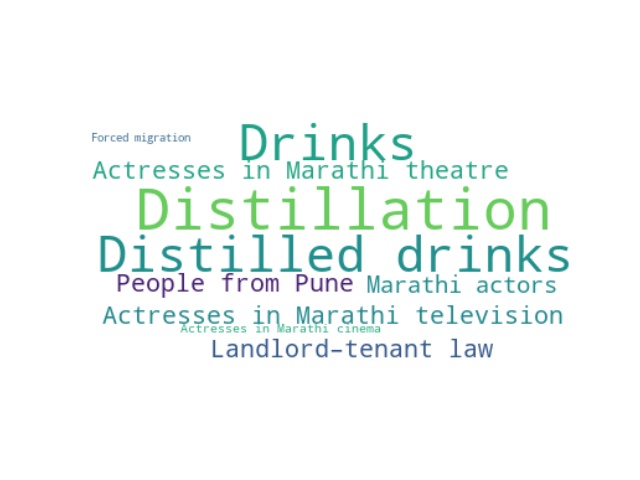 Forced migration
Drinks
Actresses in Marathi theatre
Distillation
Distilled drinks
People from Pune
Marathi actors
Actresses in Marathi television
Actresses in Marathi cinema
Landlord–tenant law